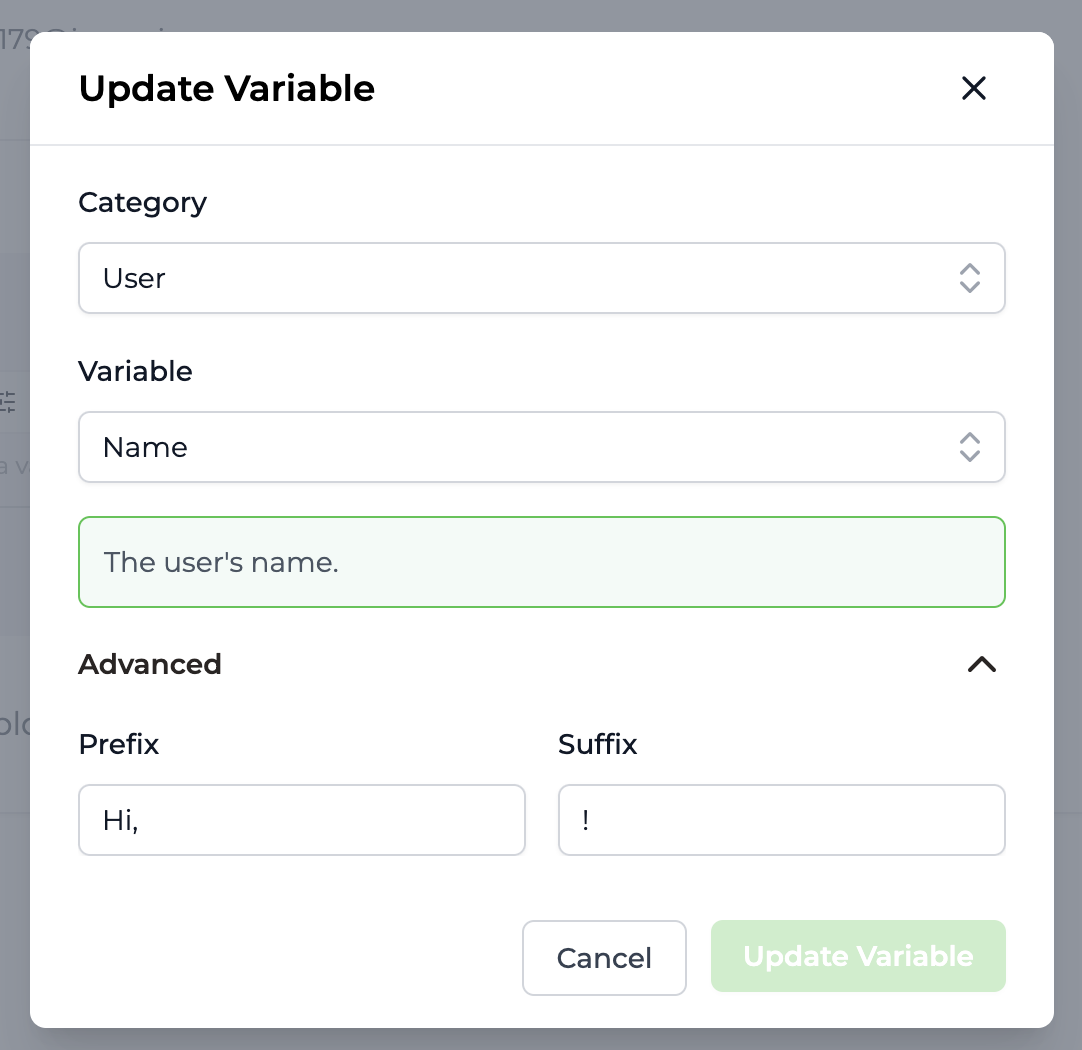 Update Variable
Category
User
Variable
Name
The user's name.
Advanced
Prefix
Suffix
Hi,
!
Cancel
Update Variable